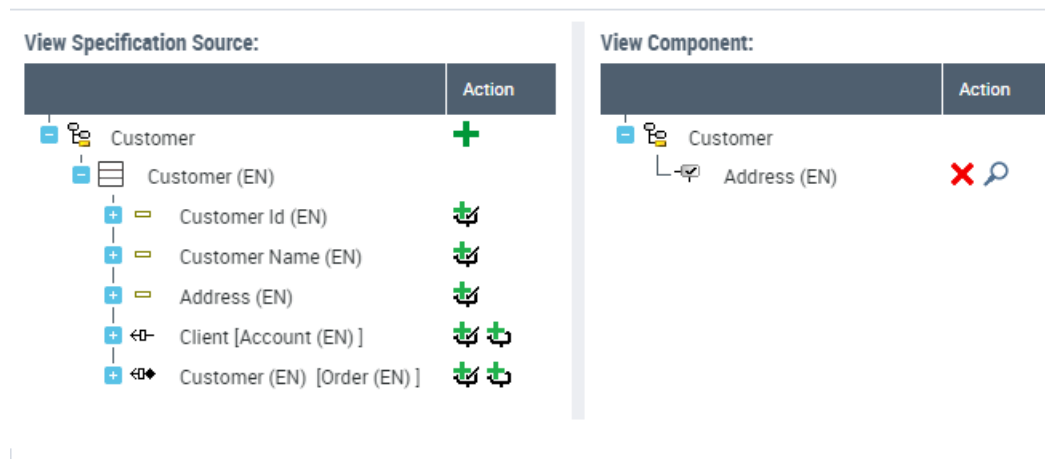 View Specification Source:
Action
Customer
Customer (EN)
Customer Id (EN)
Customer Name (EN)
Address (EN)
Client [Account (EN) ]
Customer (EN) [Order (EN) ]
View Component:
Action
Customer
Address (EN)